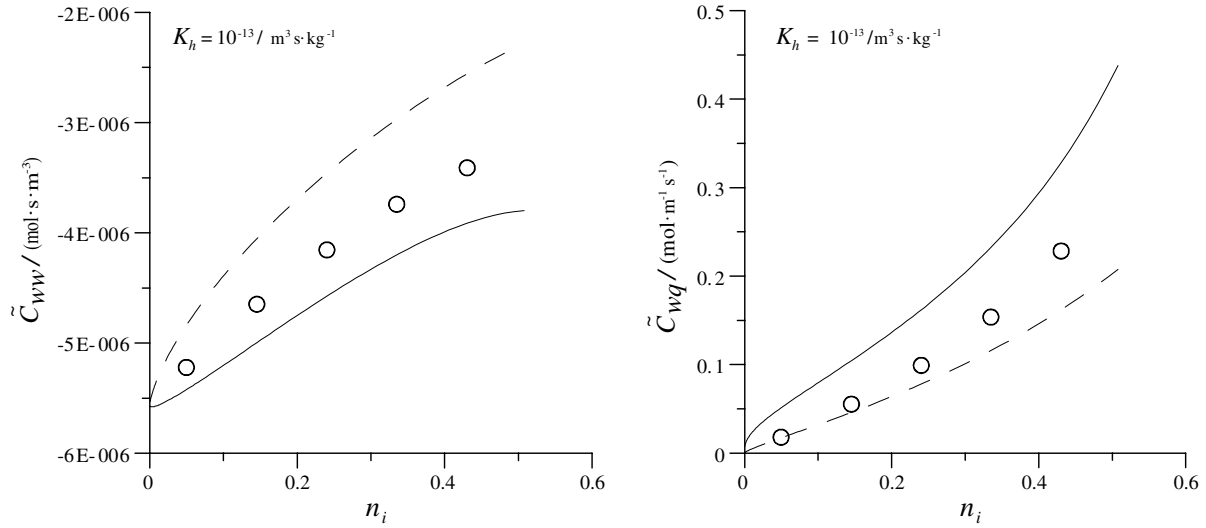 -2E-006
K_h = 10^-13/ m^3 s·kg^-1
-3E-006
-4E-006
-5E-006
-6E-006
C̃_ww / (mol·s·m^-3)
0
0.2
0.4
0.6
n_i
0.5
K_h = 10^-13/m^3 s·kg^-1
0.4
0.3
0.2
0.1
0
C̃_wq / (mol·m^-1 s^-1)
0
0.2
0.4
0.6
n_i